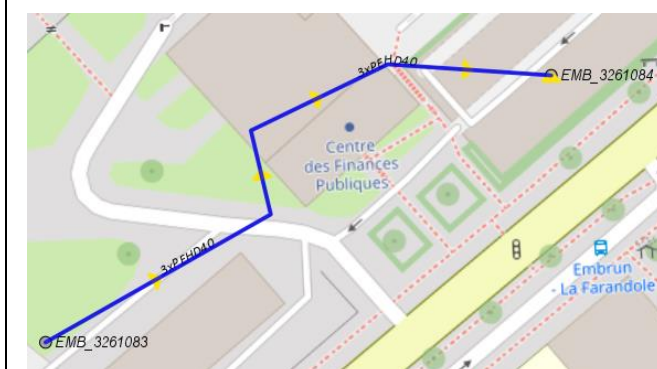 3xPEHD40
EMB_3261084
Centre
des Finances
Publiques
3xPEHD40
Embrun
- La Farandole
EMB_3261083